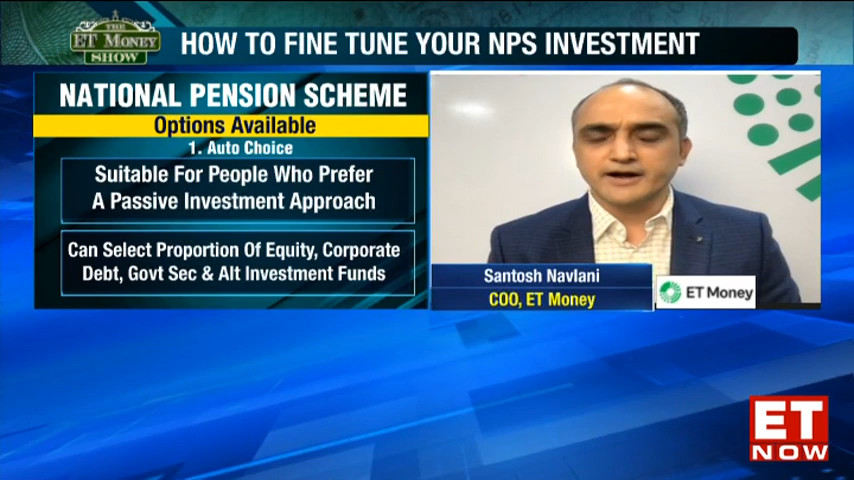 THE
ET MONEY
SHOW
HOW TO FINE TUNE YOUR NPS INVESTMENT
NATIONAL PENSION SCHEME
Options Available
1. Auto Choice
Suitable For People Who Prefer
A Passive Investment Approach
Can Select Proportion Of Equity, Corporate
Debt, Govt Sec & Alt Investment Funds
Santosh Navlani
COO, ET Money
ET Money
ET
NOW